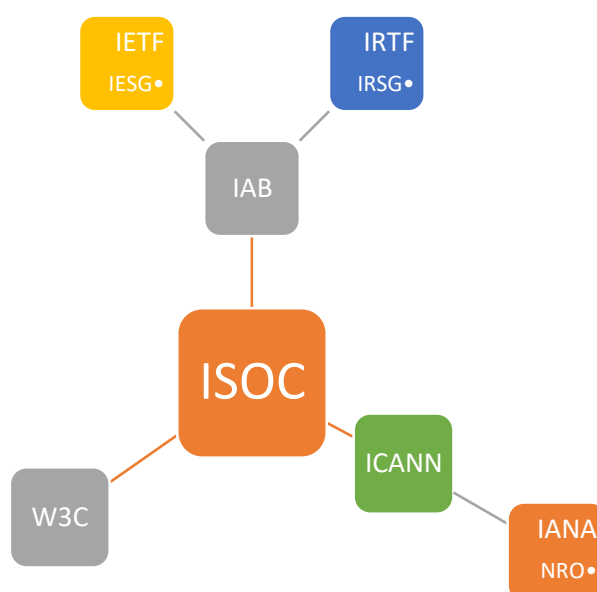 IETF
IESG•
IRTF
IRSG•
IAB
ISOC
ICANN
W3C
IANA
NRO•